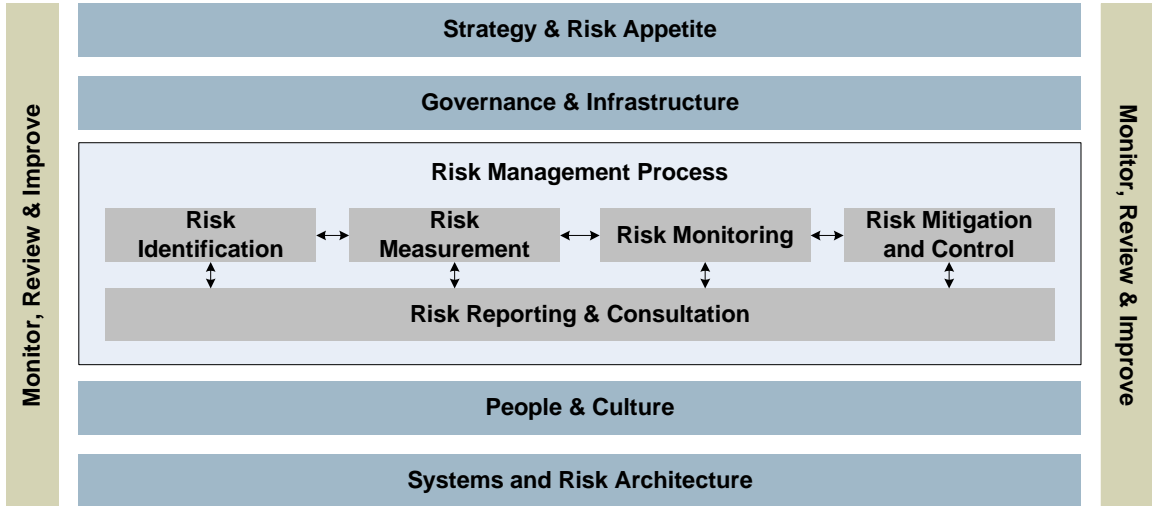 Monitor, Review & Improve
Strategy & Risk Appetite
Governance & Infrastructure
Risk Management Process
Risk
Identification
Risk
Measurement
Risk Monitoring
Risk Mitigation
and Control
Risk Reporting & Consultation
People & Culture
Systems and Risk Architecture
Monitor, Review & Improve